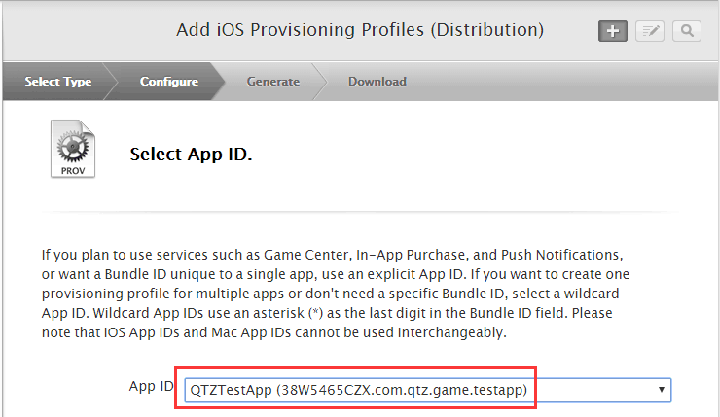 Add iOS Provisioning Profiles (Distribution)
Select Type
Configure
Generate
Download
PROV
Select App ID.
If you plan to use services such as Game Center, In-App Purchase, and Push Notifications,
or want a Bundle ID unique to a single app, use an explicit App ID. If you want to create one
provisioning profile for multiple apps or don't need a specific Bundle ID, select a wildcard
App ID. Wildcard App IDs use an asterisk (*) as the last digit in the Bundle ID field. Please
note that iOS App IDs and Mac App IDs cannot be used interchangeably.
App ID QTZTestApp (38W5465CZX.com.qtz.game.testapp)